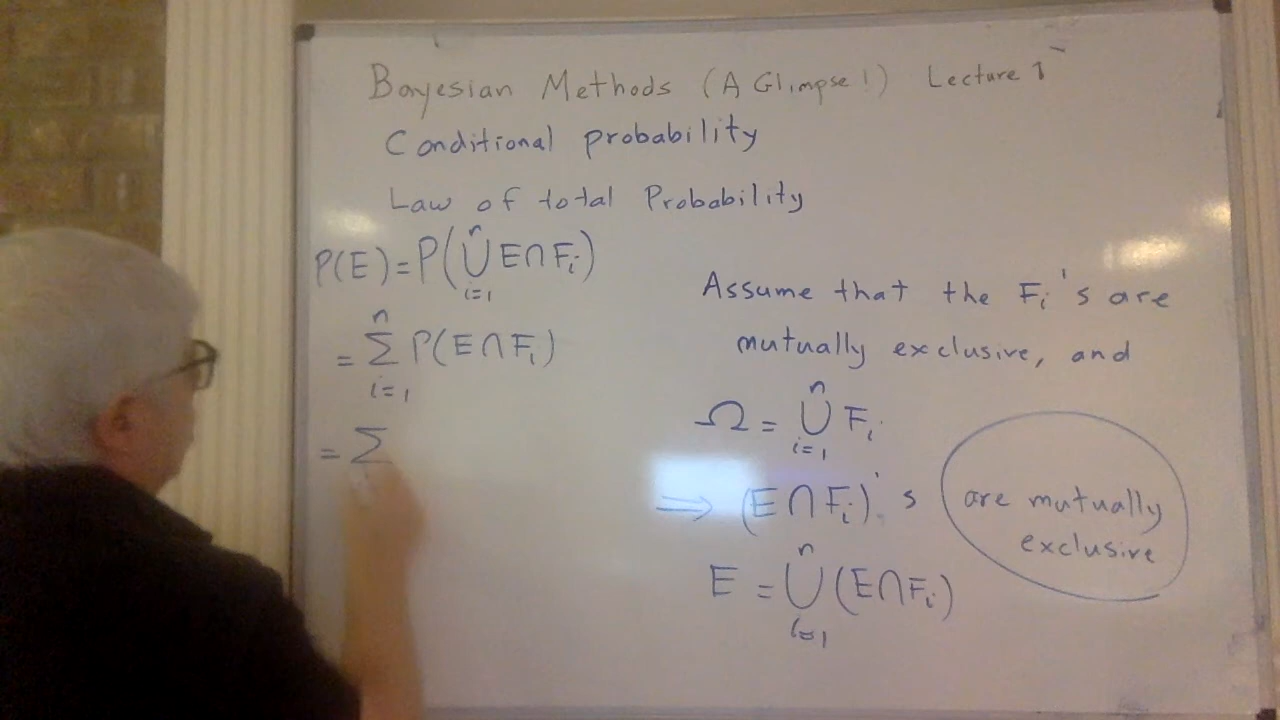 Bayesian Methods (A Glimpse!) Lecture 1
Conditional probability
Law of total Probability
P(E) = P(⋃ᵢ₌₁ⁿ E∩Fᵢ)
= ∑ᵢ₌₁ⁿ P(E∩Fᵢ)
= ∑
Assume that the Fᵢ's are
mutually exclusive, and
Ω = ⋃ᵢ₌₁ⁿ Fᵢ
⇒ (E∩Fᵢ)'s are mutually
exclusive
E = ⋃ᵢ₌₁ⁿ (E∩Fᵢ)